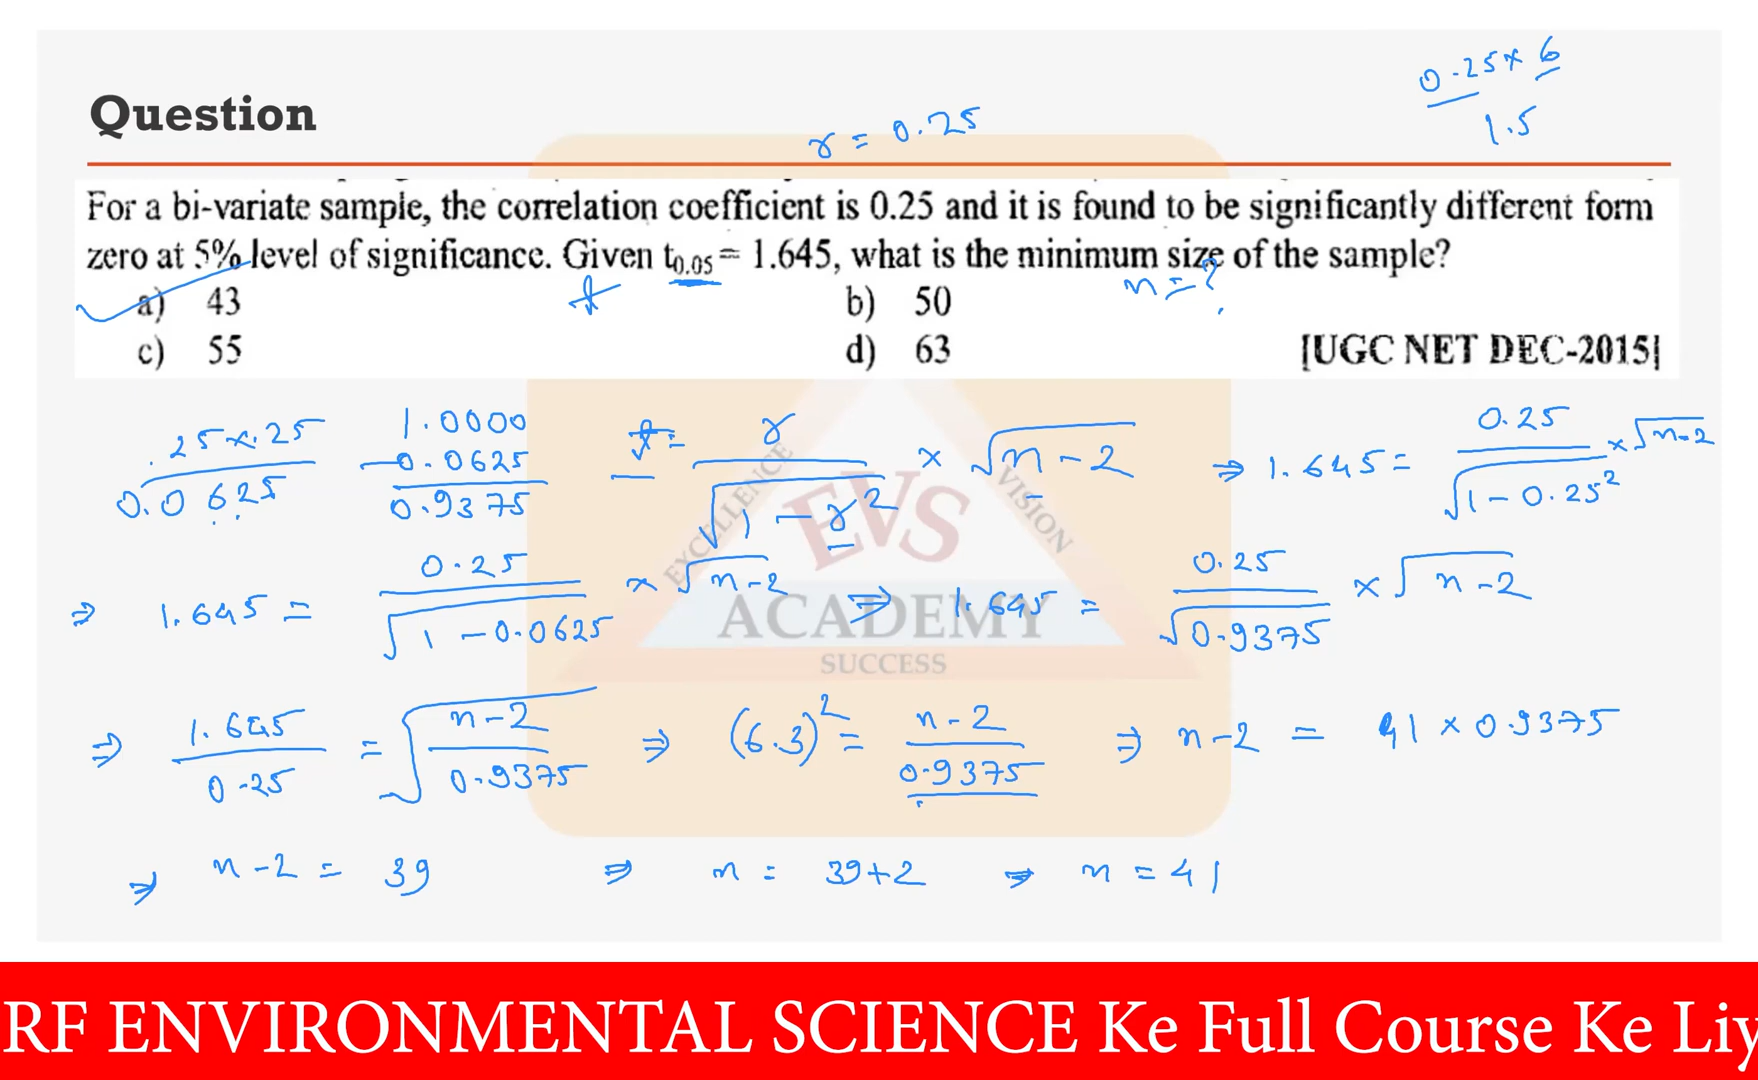 0.25 × 6
1.5
Question
r = 0.25
For a bi-variate sample, the correlation coefficient is 0.25 and it is found to be significantly different form
zero at 5% level of significance. Given t0.05 = 1.645, what is the minimum size of the sample?
t
n = ?
a) 43 b) 50
c) 55 d) 63 [UGC NET DEC-2015]
.25 × .25
0.0625
1.0000
-0.0625
0.9375
t = r / √(1 - r²) × √(n - 2) ⇒ 1.645 = 0.25 / √(1 - 0.25²) × √(n-2)
⇒ 1.645 = 0.25 / √(1 - 0.0625) × √(n-2) ⇒ 1.645 = 0.25 / √0.9375 × √(n-2)
⇒ 1.645 / 0.25 = √((n-2) / 0.9375) ⇒ (6.3)² = (n-2) / 0.9375 ⇒ n-2 = 41 × 0.9375
⇒ n-2 = 39 ⇒ n = 39+2 ⇒ n = 41
EXCELLENCE
VISION
EVS
ACADEMY
SUCCESS
RF ENVIRONMENTAL SCIENCE Ke Full Course Ke Liy